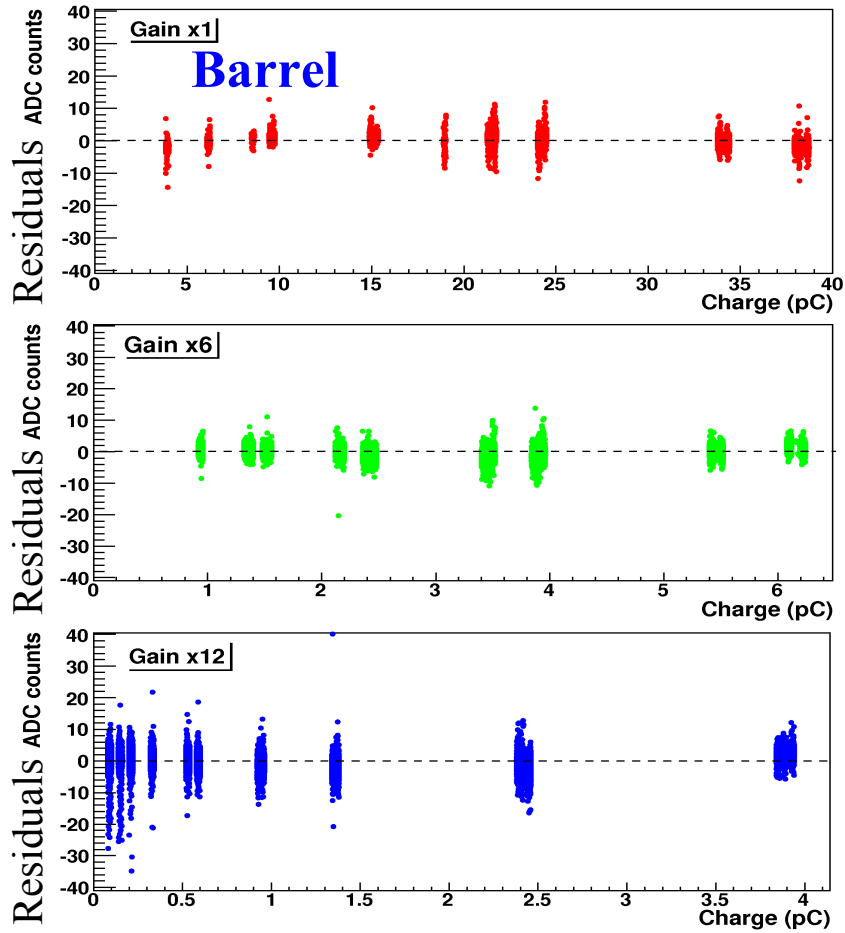 Gain x1
Barrel
Residuals ADC counts
40
30
20
10
0
-10
-20
-30
-40
0 5 10 15 20 25 30 35 40
Charge (pC)
Gain x6
Residuals ADC counts
40
30
20
10
0
-10
-20
-30
-40
0 1 2 3 4 5 6
Charge (pC)
Gain x12
Residuals ADC counts
40
30
20
10
0
-10
-20
-30
-40
0 0.5 1 1.5 2 2.5 3 3.5 4
Charge (pC)